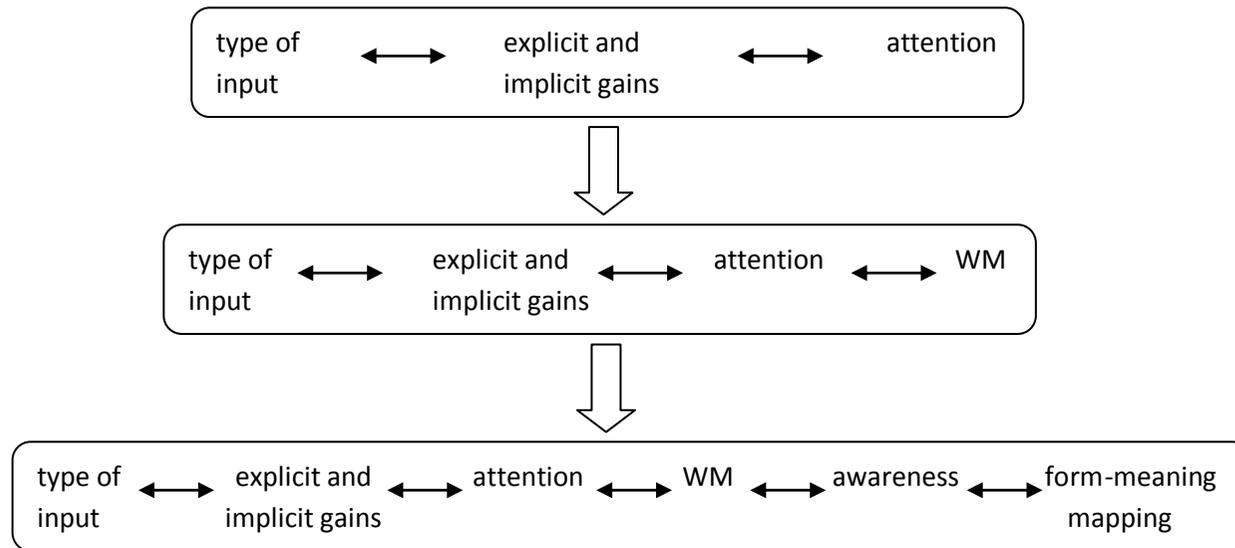 type of explicit and attention
input implicit gains
type of explicit and attention WM
input implicit gains
type of explicit and attention WM awareness form-meaning
input implicit gains mapping